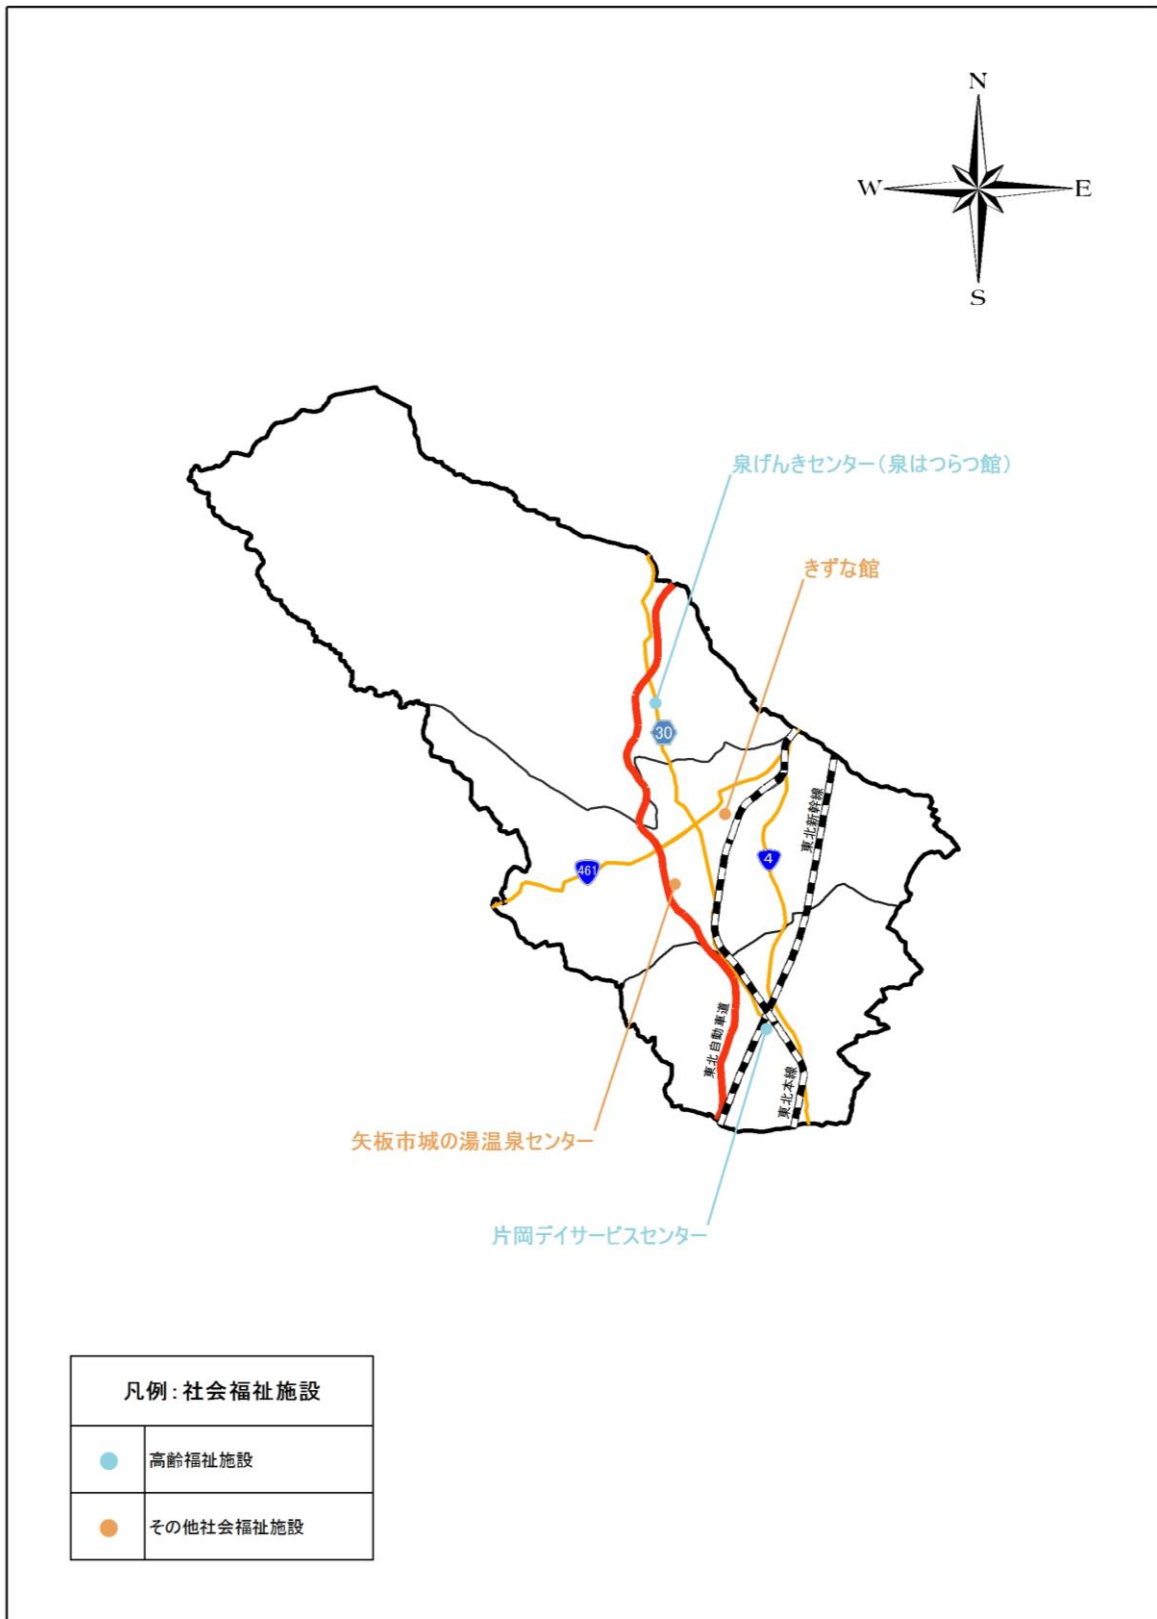 N
W
E
S
泉げんきセンター(泉はつらつ館)
きずな館
30
東北新幹線
4
461
東北自動車道
東北本線
矢板市城の湯温泉センター
片岡デイサービスセンター
凡例:社会福祉施設
高齢福祉施設
その他社会福祉施設